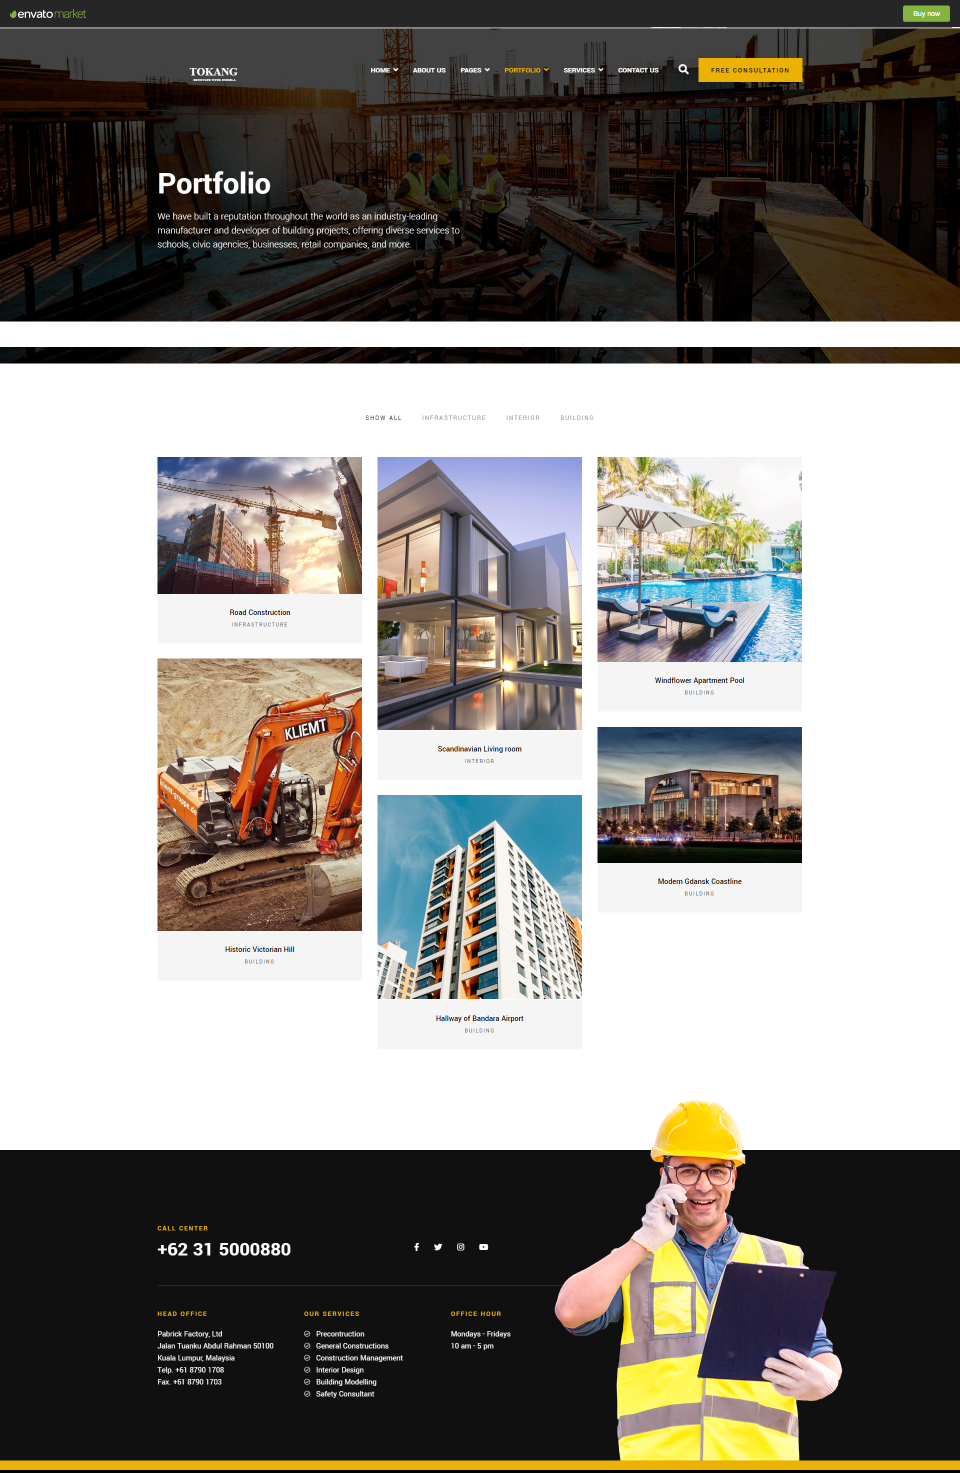 envato market
Buy now
TOKANG
HOME ABOUT US PAGES PORTFOLIO SERVICES CONTACT US FREE CONSULTATION
Portfolio
We have built a reputation throughout the world as an industry-leading
manufacturer and developer of building projects, offering diverse services to
schools, civic agencies, businesses, retail companies, and more.
SHOW ALL INFRASTRUCTURE INTERIOR BUILDING
Road Construction
INFRASTRUCTURE
KLIEMT
Historic Victorian Hill
BUILDING
Scandinavian Living room
INTERIOR
Hallway of Bandara Airport
BUILDING
Windflower Apartment Pool
BUILDING
Modern Gdansk Coastline
BUILDING
CALL CENTER
+62 31 5000880
HEAD OFFICE
Pabrick Factory, Ltd
Jalan Tuanku Abdul Rahman 50100
Kuala Lumpur, Malaysia
Telp. +61 8790 1708
Fax. +61 8790 1703
OUR SERVICES
Precontruction
General Constructions
Construction Management
Interior Design
Building Modelling
Safety Consultant
OFFICE HOUR
Mondays - Fridays
10 am - 5 pm